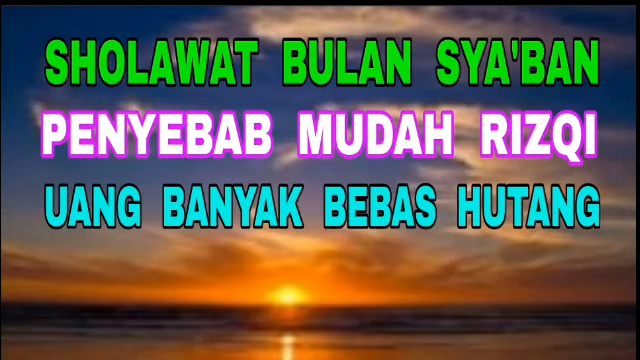 SHOLAWAT BULAN SYA'BAN
PENYEBAB MUDAH RIZQI
UANG BANYAK BEBAS HUTANG